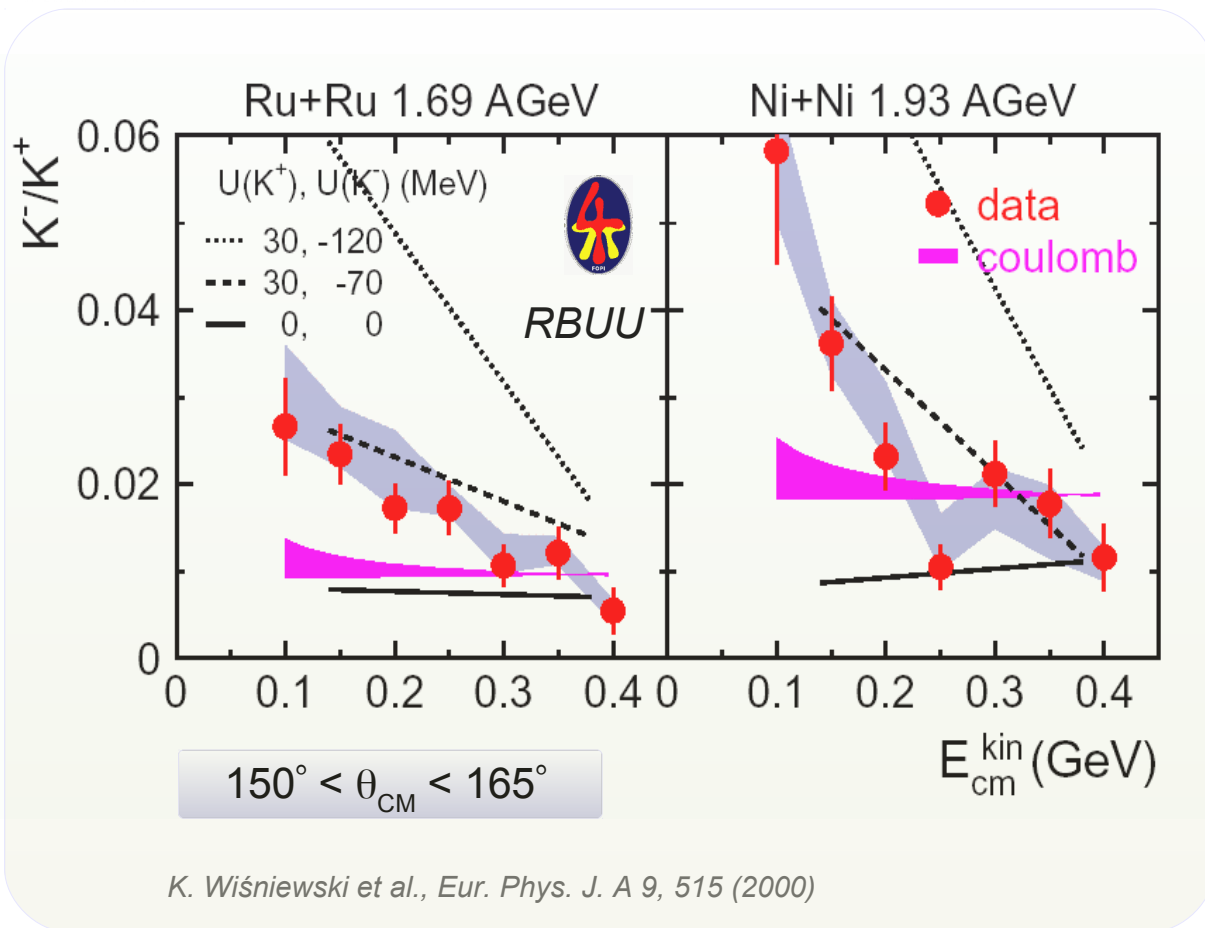 Ru+Ru 1.69 AGeV
Ni+Ni 1.93 AGeV
K⁻/K⁺
0.06
0.04
0.02
0
U(K⁺), U(K⁻) (MeV)
30, -120
30, -70
0, 0
FOPI
RBUU
data
coulomb
0 0.1 0.2 0.3 0.4 0 0.1 0.2 0.3 0.4
E_cm^kin (GeV)
150° < θ_CM < 165°
K. Wiśniewski et al., Eur. Phys. J. A 9, 515 (2000)